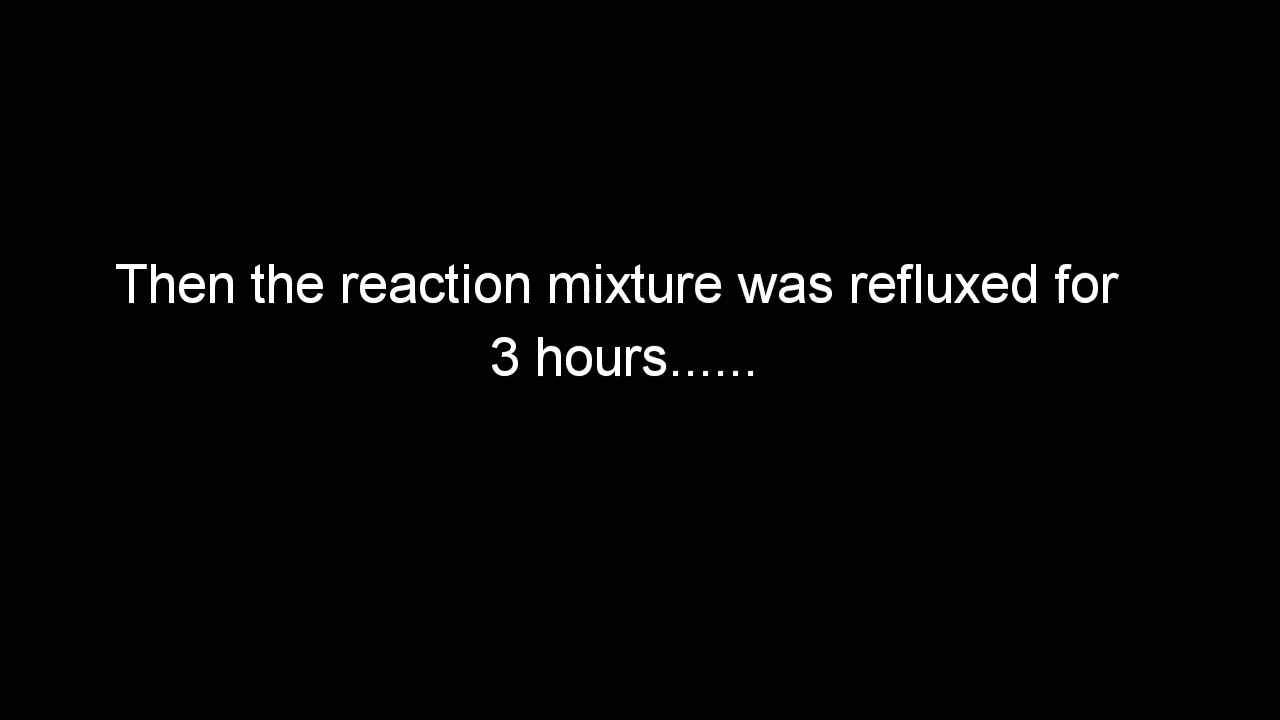 Then the reaction mixture was refluxed for
3 hours......